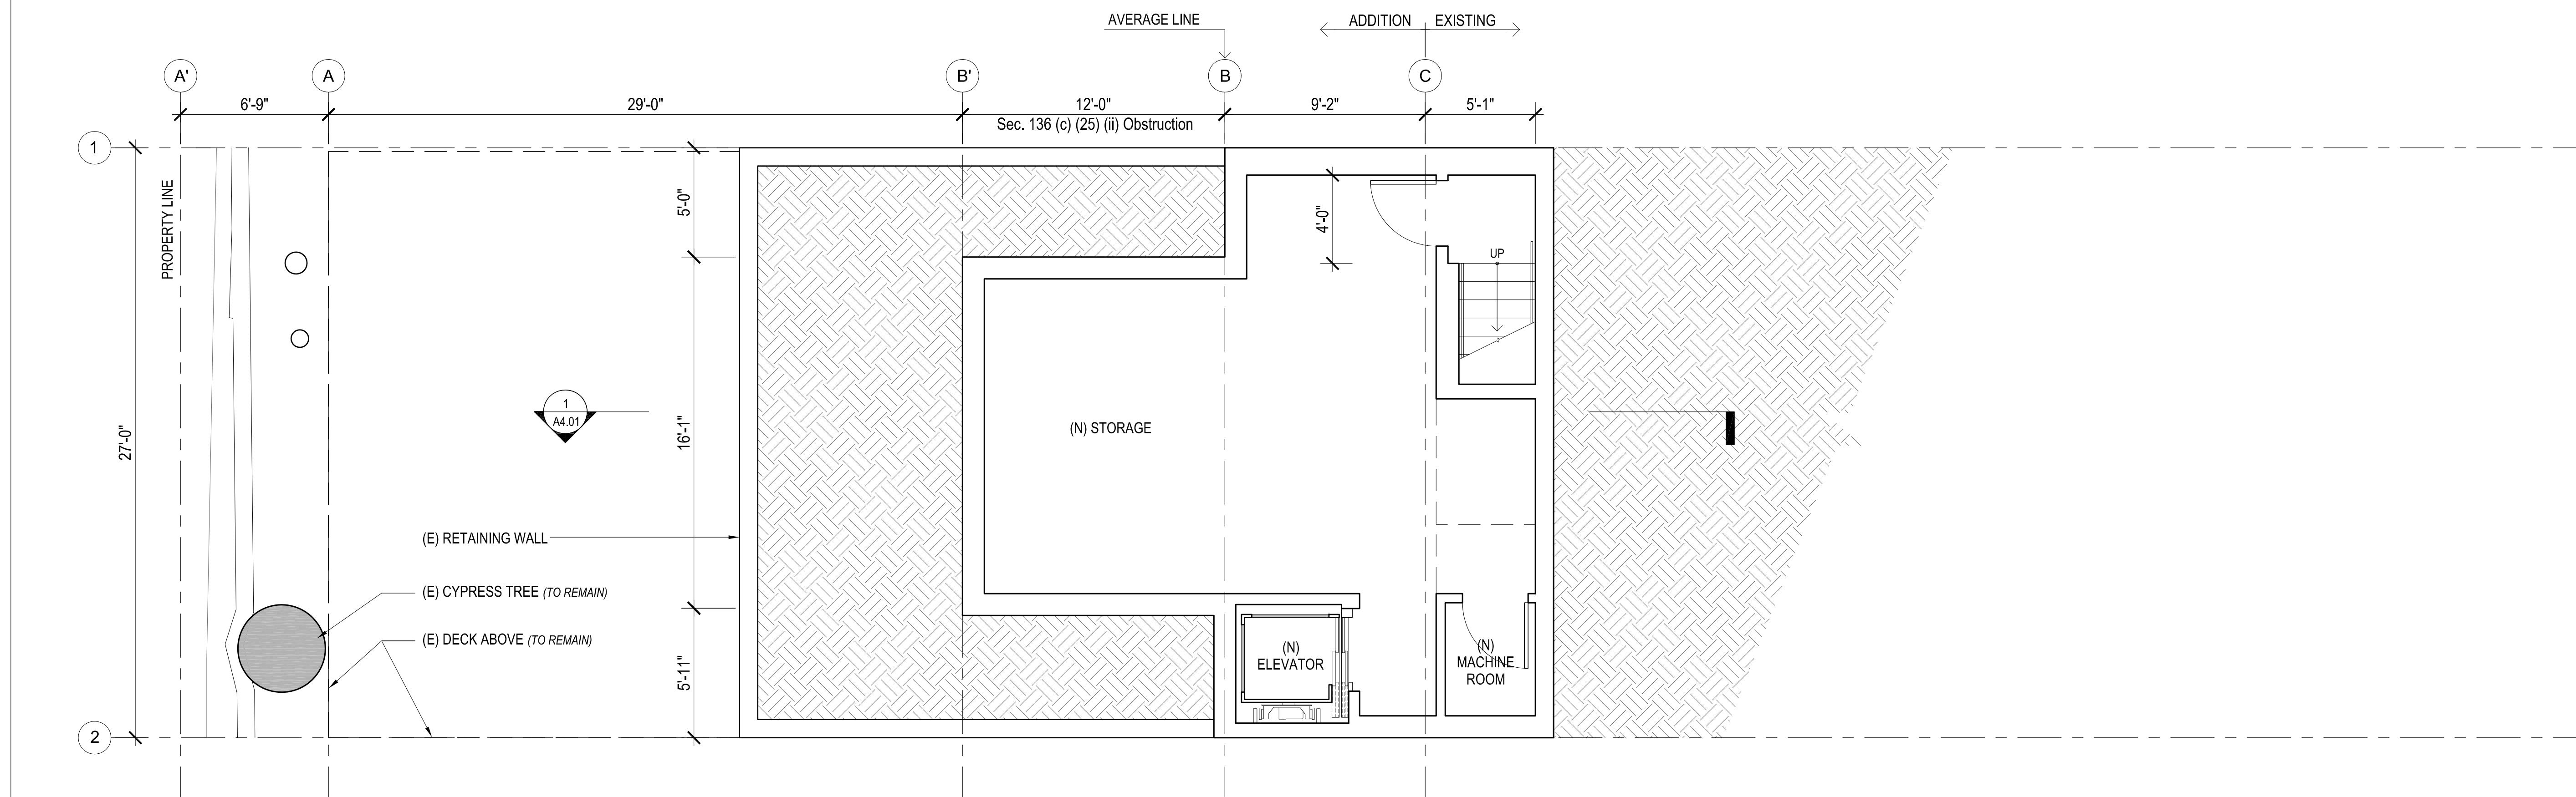 AVERAGE LINE
ADDITION EXISTING
A' A B' B C
6'-9" 29'-0" 12'-0" 9'-2" 5'-1"
Sec. 136 (c) (25) (ii) Obstruction
1
PROPERTY LINE
5'-0"
4'-0"
UP
1
A4.01
27'-0"
16'-1"
(N) STORAGE
(E) RETAINING WALL
(E) CYPRESS TREE (TO REMAIN)
(E) DECK ABOVE (TO REMAIN)
5'-11"
(N)
ELEVATOR
(N)
MACHINE
ROOM
2